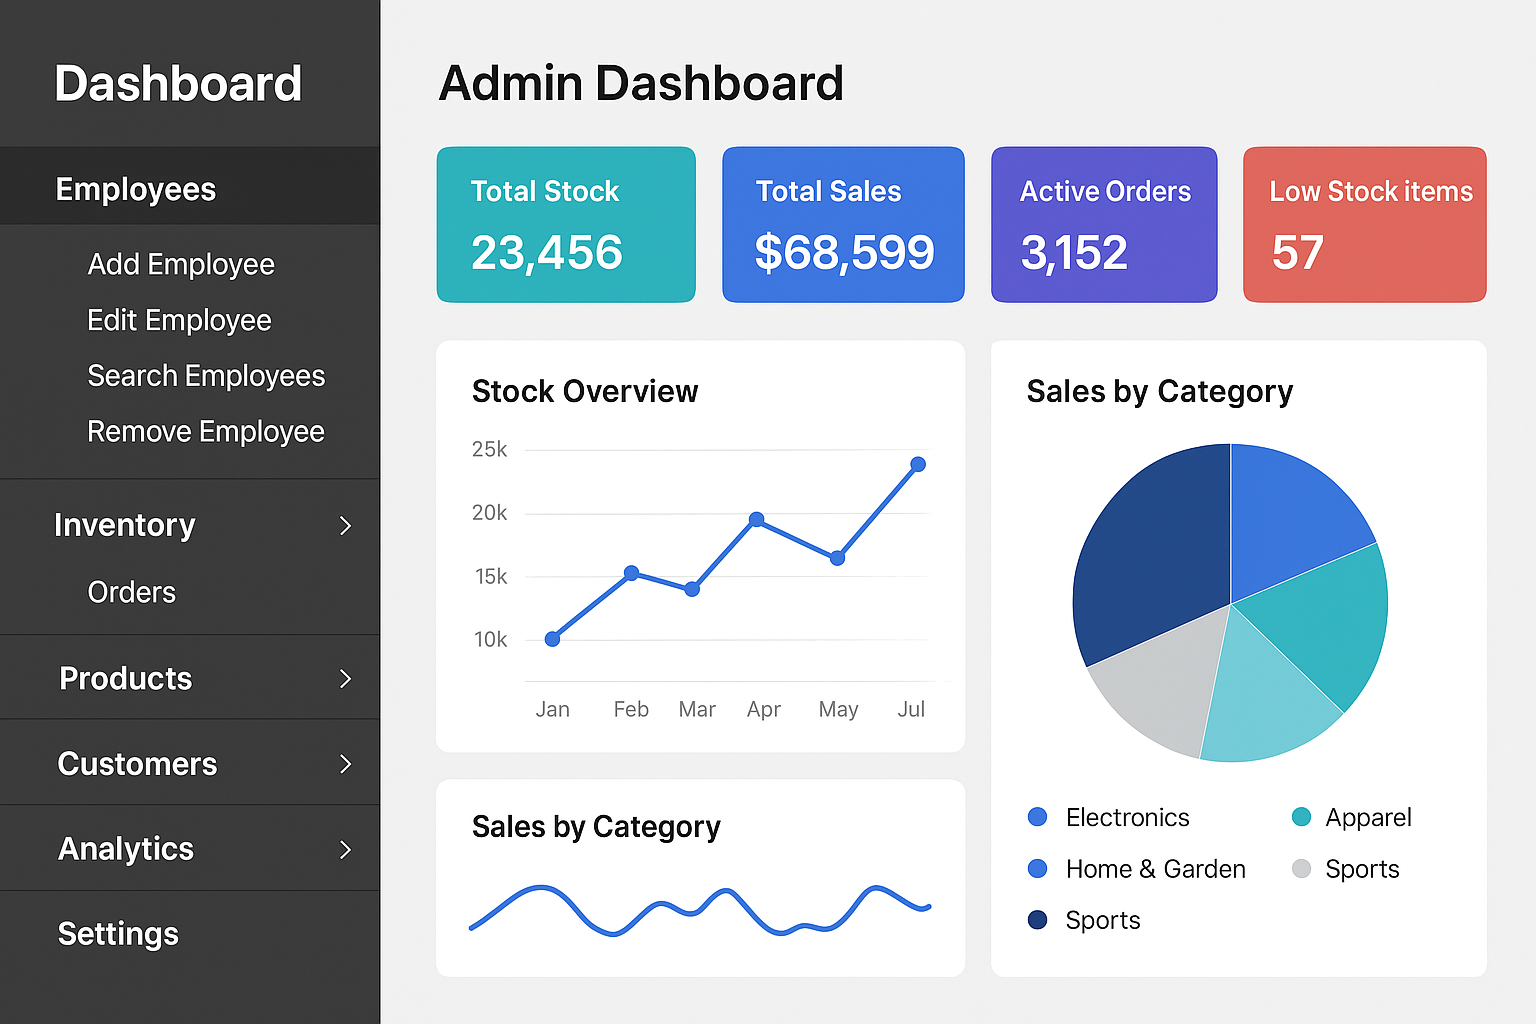 Dashboard
Employees
Add Employee
Edit Employee
Search Employees
Remove Employee
Inventory
Orders
Products
Customers
Analytics
Settings
Admin Dashboard
Total Stock
23,456
Total Sales
$68,599
Active Orders
3,152
Low Stock items
57
Stock Overview
25k
20k
15k
10k
Jan Feb Mar Apr May Jul
Sales by Category
Sales by Category
Electronics
Apparel
Home & Garden
Sports
Sports